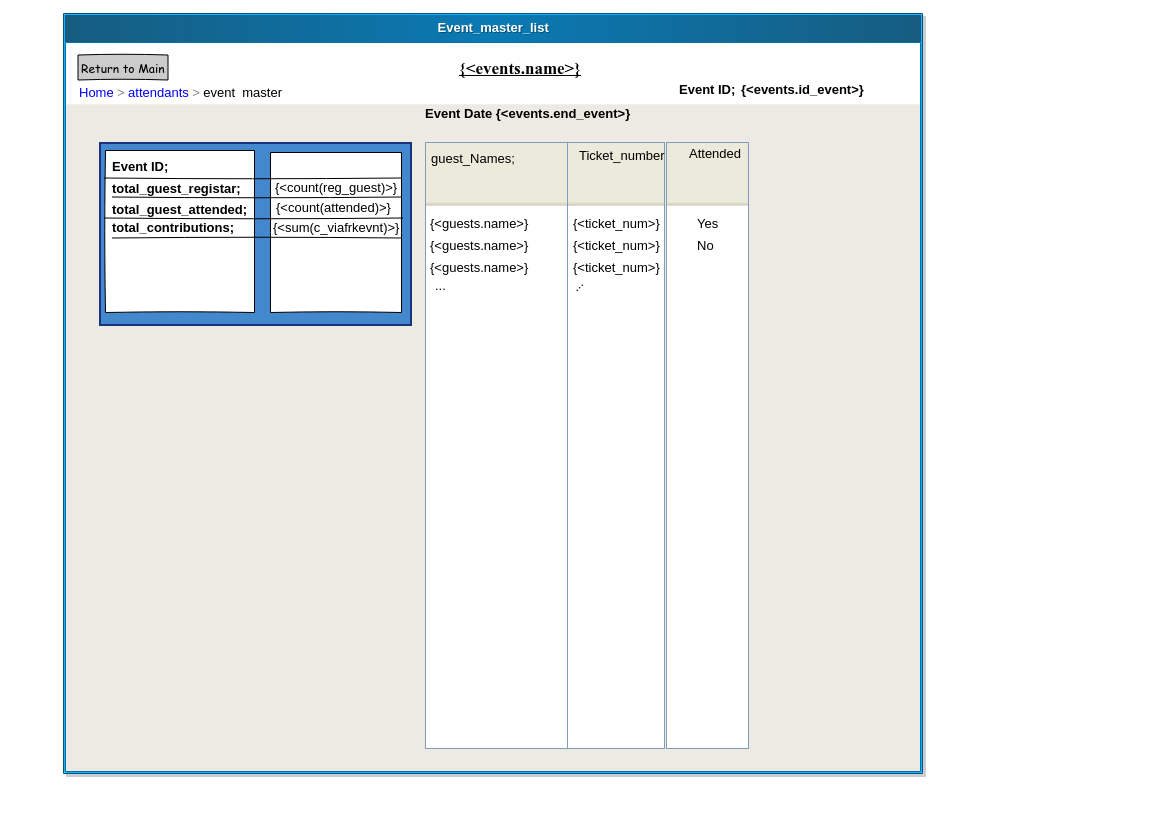 Event_master_list
Return to Main
{<events.name>}
Home > attendants > event master
Event ID; {<events.id_event>}
Event Date {<events.end_event>}
Event ID;
total_guest_registar; {<count(reg_guest)>}
total_guest_attended; {<count(attended)>}
total_contributions; {<sum(c_viafrkevnt)>}
guest_Names; Ticket_number Attended
{<guests.name>} {<ticket_num>} Yes
{<guests.name>} {<ticket_num>} No
{<guests.name>} {<ticket_num>}
... ...